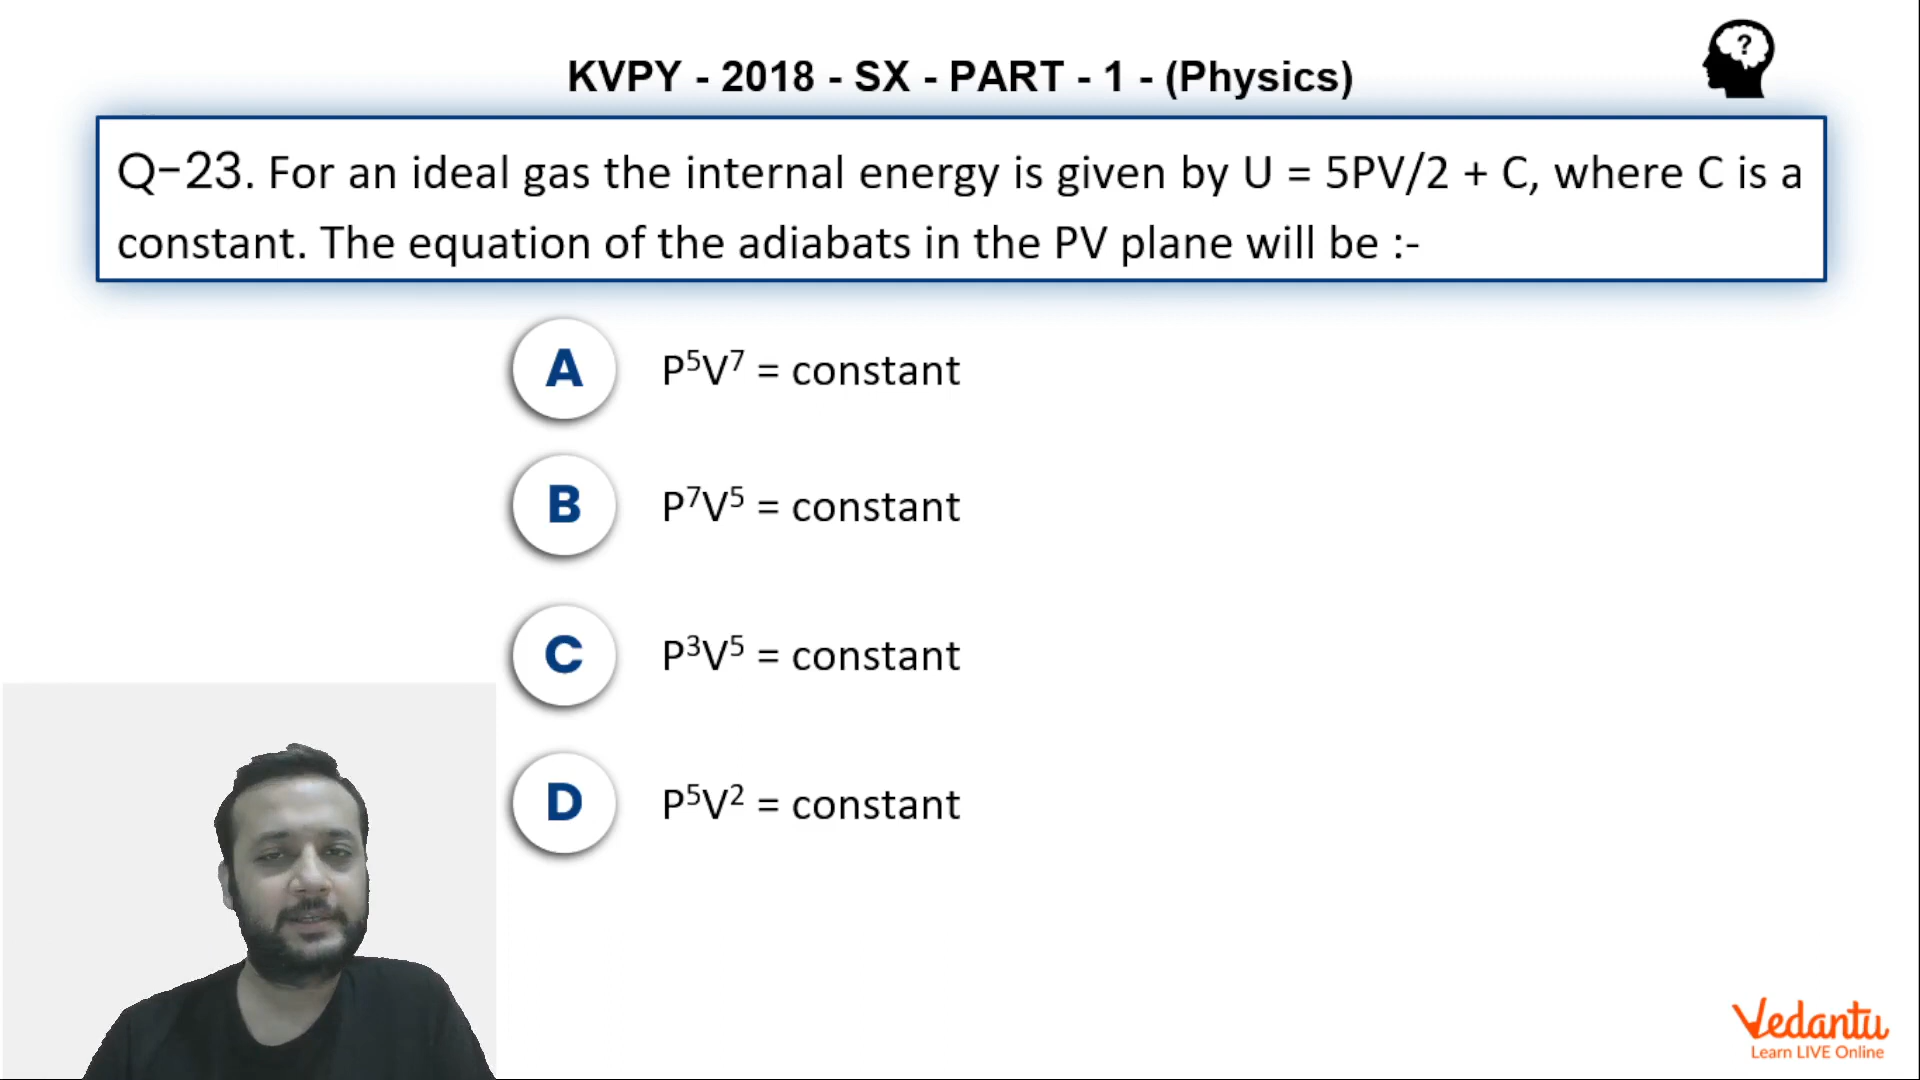 KVPY - 2018 - SX - PART - 1 - (Physics)
?
Q-23. For an ideal gas the internal energy is given by U = 5PV/2 + C, where C is a
constant. The equation of the adiabats in the PV plane will be :-
A P⁵V⁷ = constant
B P⁷V⁵ = constant
C P³V⁵ = constant
D P⁵V² = constant
Vedantu
Learn LIVE Online